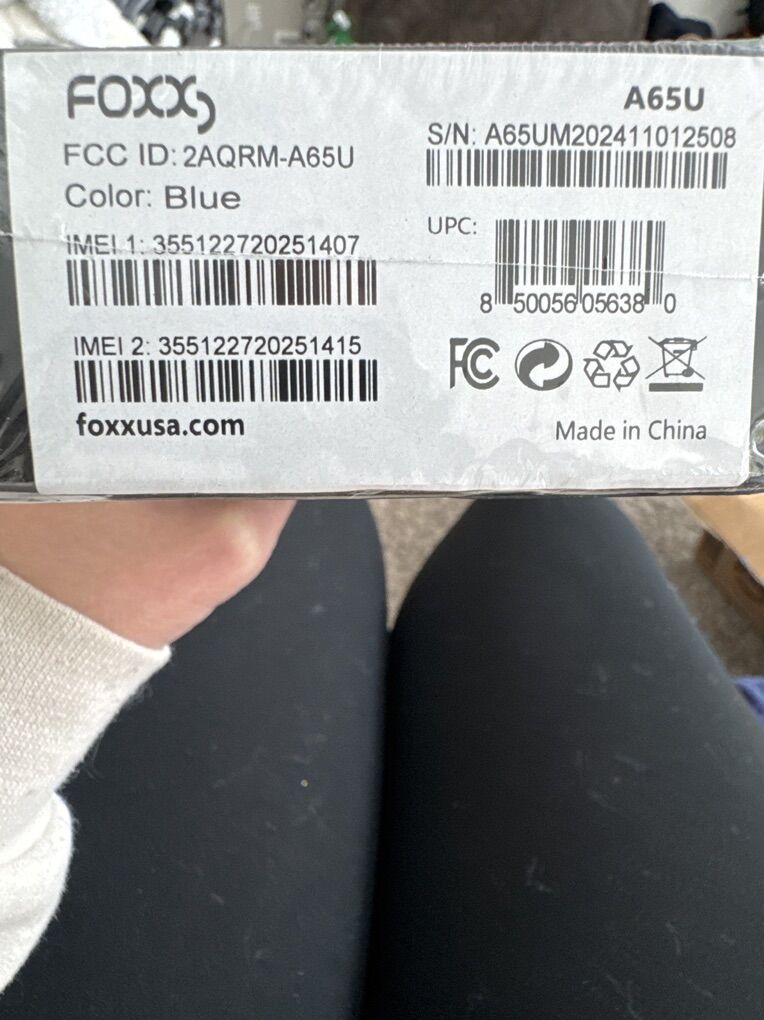 FOXX
FCC ID: 2AQRM-A65U
Color: Blue
IMEI 1: 355122720251407
IMEI 2: 355122720251415
foxxusa.com
A65U
S/N: A65UM202411012508
UPC:
8 50056 05638 0
FC
Made in China